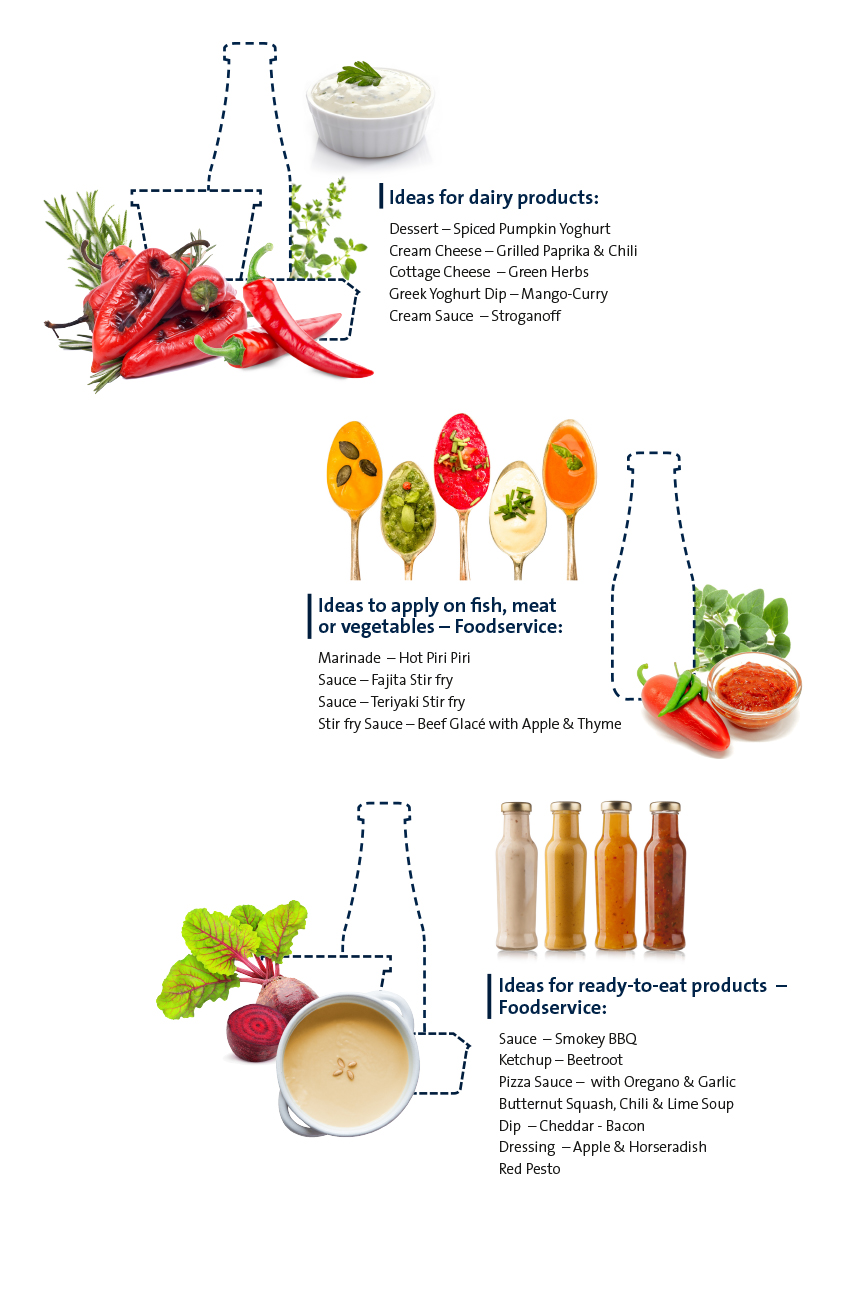 Ideas for dairy products:
Dessert – Spiced Pumpkin Yoghurt
Cream Cheese – Grilled Paprika & Chili
Cottage Cheese – Green Herbs
Greek Yoghurt Dip – Mango-Curry
Cream Sauce – Stroganoff
Ideas to apply on fish, meat
or vegetables – Foodservice:
Marinade – Hot Piri Piri
Sauce – Fajita Stir fry
Sauce – Teriyaki Stir fry
Stir fry Sauce – Beef Glacé with Apple & Thyme
Ideas for ready-to-eat products –
Foodservice:
Sauce – Smokey BBQ
Ketchup – Beetroot
Pizza Sauce – with Oregano & Garlic
Butternut Squash, Chili & Lime Soup
Dip – Cheddar - Bacon
Dressing – Apple & Horseradish
Red Pesto